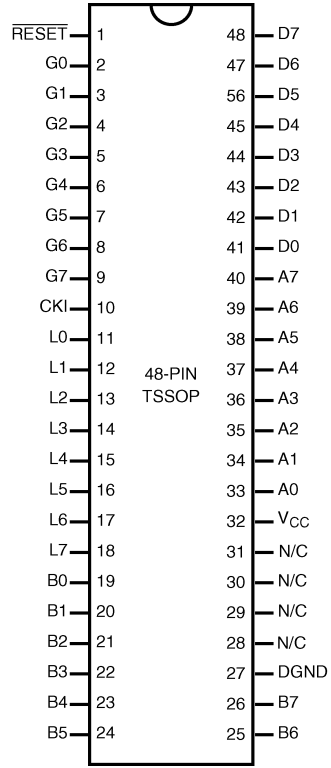 RESET 1 48 D7
G0 2 47 D6
G1 3 56 D5
G2 4 45 D4
G3 5 44 D3
G4 6 43 D2
G5 7 42 D1
G6 8 41 D0
G7 9 40 A7
CKI 10 39 A6
L0 11 38 A5
L1 12 37 A4
48-PIN
TSSOP
L2 13 36 A3
L3 14 35 A2
L4 15 34 A1
L5 16 33 A0
L6 17 32 VCC
L7 18 31 N/C
B0 19 30 N/C
B1 20 29 N/C
B2 21 28 N/C
B3 22 27 DGND
B4 23 26 B7
B5 24 25 B6